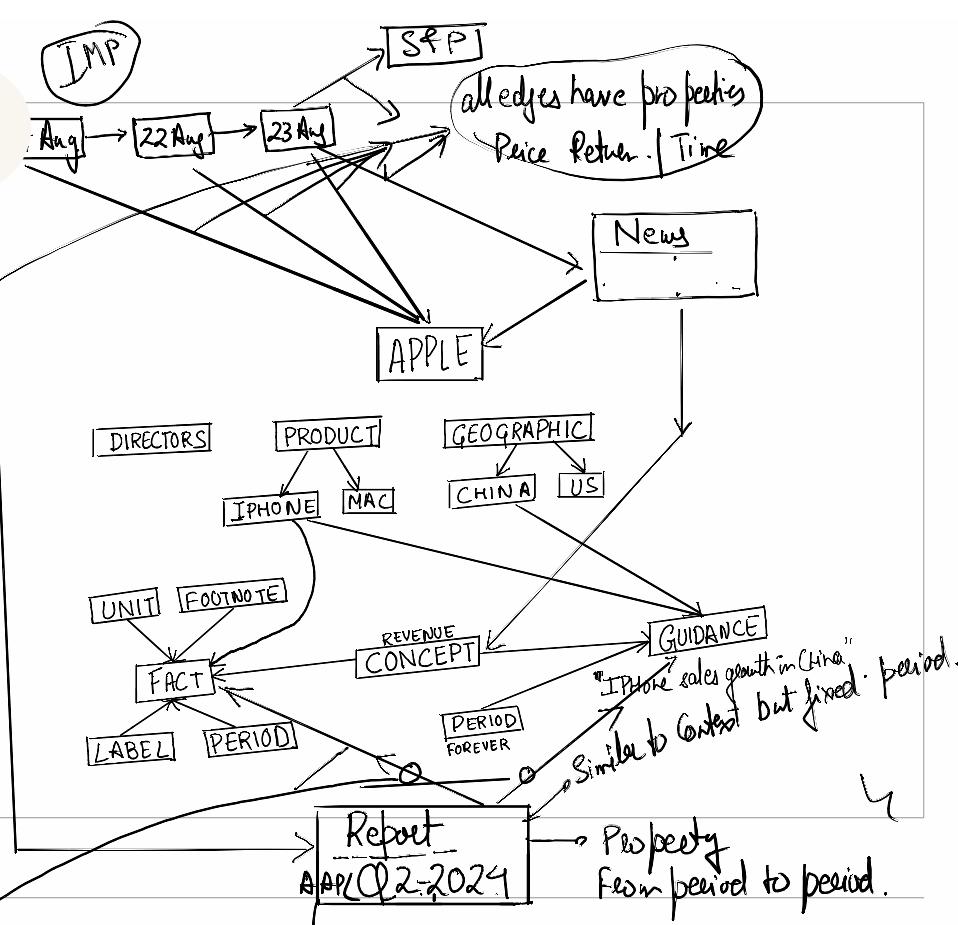 IMP
S&P
all edges have properties
Price Return. / Time
Aug
22 Aug
23 Aug
News
APPLE
DIRECTORS
PRODUCT
GEOGRAPHIC
IPHONE
MAC
CHINA
US
UNIT
FOOTNOTE
REVENUE
CONCEPT
GUIDANCE
FACT
"IPHone sales growth in China"
Similar to Context but fixed. period.
LABEL
PERIOD
PERIOD
FOREVER
Report
AAPL Q2-2024
Property
From period to period.